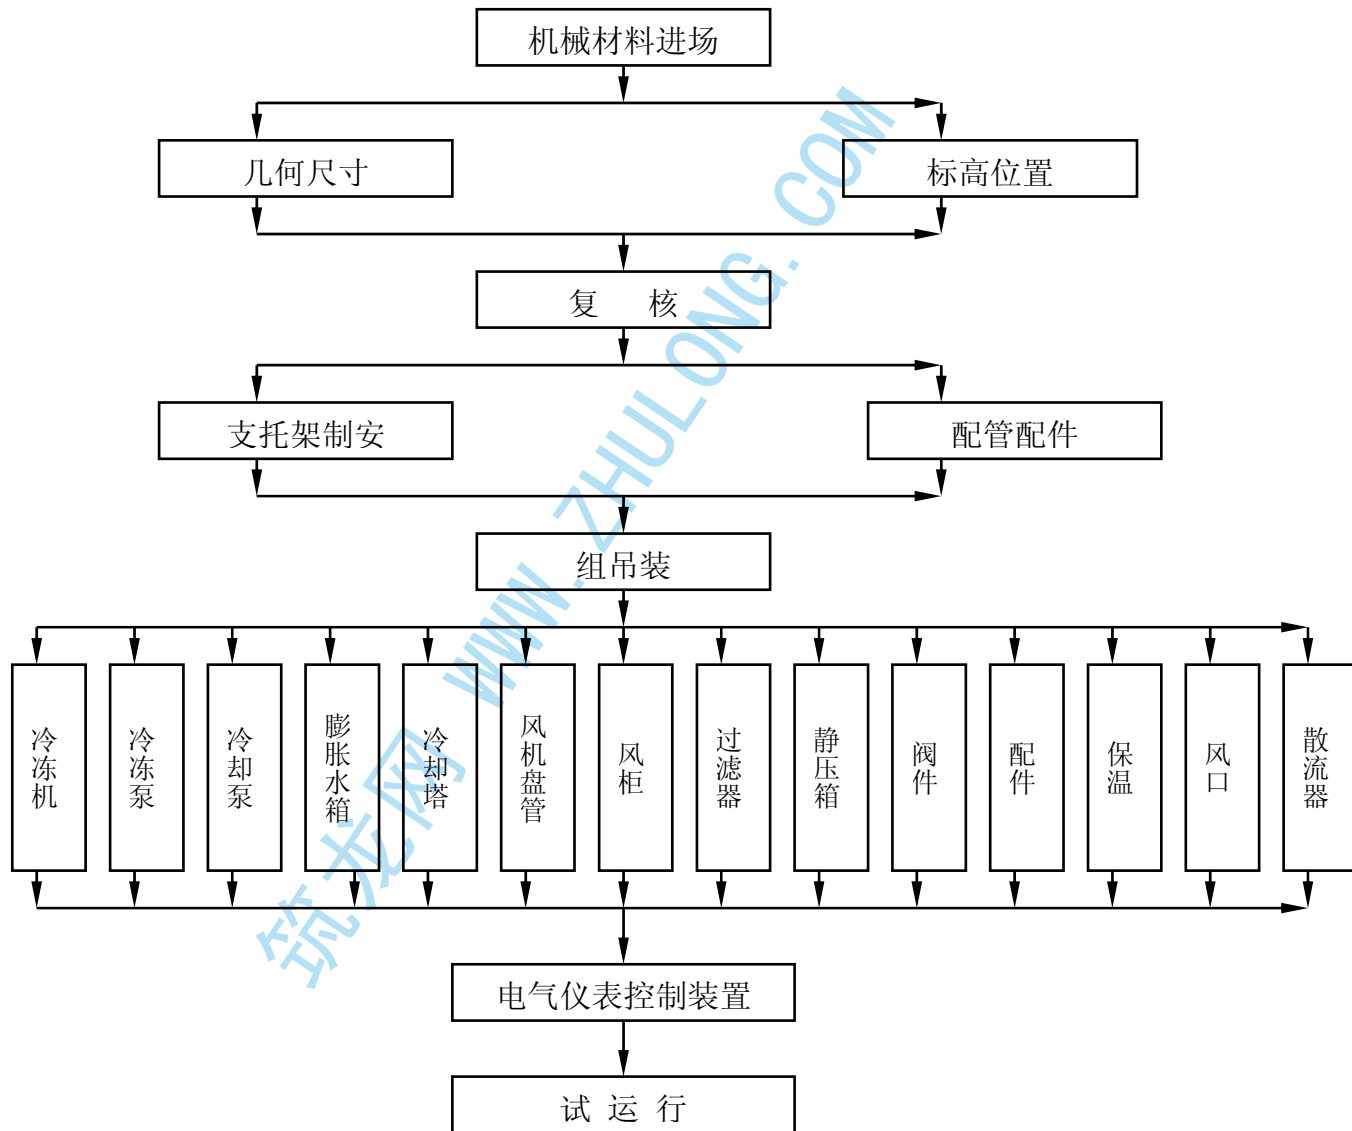 机械材料进场
几何尺寸
标高位置
复 核
支托架制安
配管配件
组吊装
冷冻机
冷冻泵
冷却泵
膨胀水箱
冷却塔
风机盘管
风柜
过滤器
静压箱
阀件
配件
保温
风口
散流器
电气仪表控制装置
试 运 行
筑龙网 WWW.ZHULONG.COM